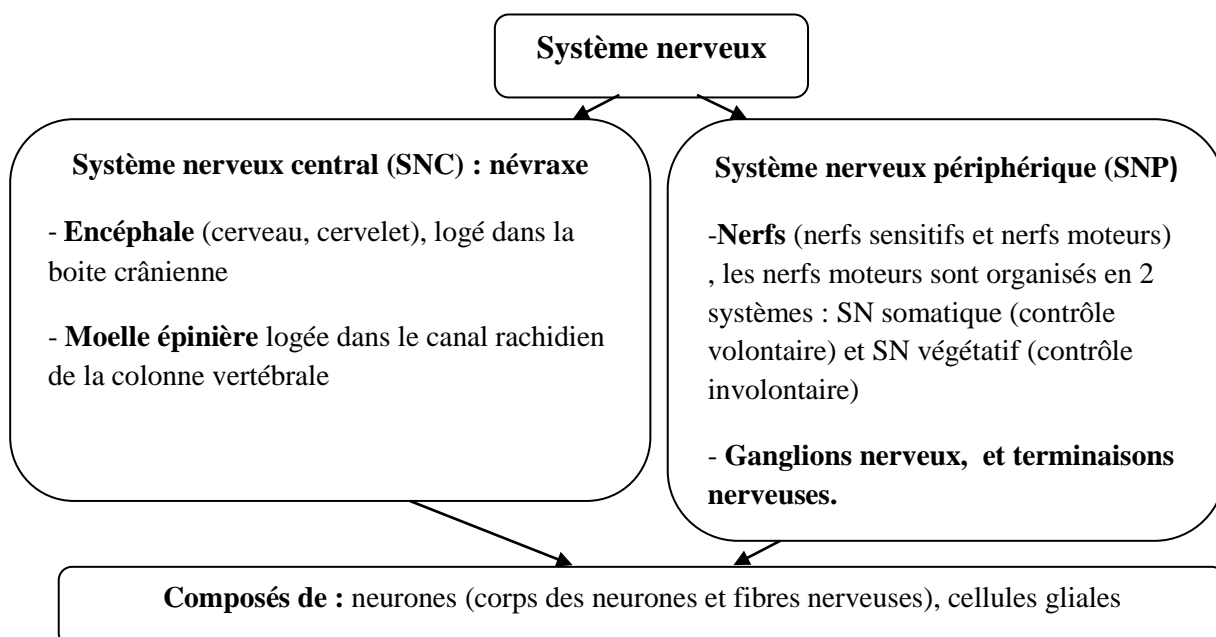 Système nerveux
Système nerveux central (SNC) : névraxe
- Encéphale (cerveau, cervelet), logé dans la
boite crânienne
- Moelle épinière logée dans le canal rachidien
de la colonne vertébrale
Système nerveux périphérique (SNP)
-Nerfs (nerfs sensitifs et nerfs moteurs)
, les nerfs moteurs sont organisés en 2
systèmes : SN somatique (contrôle
volontaire) et SN végétatif (contrôle
involontaire)
- Ganglions nerveux, et terminaisons
nerveuses.
Composés de : neurones (corps des neurones et fibres nerveuses), cellules gliales